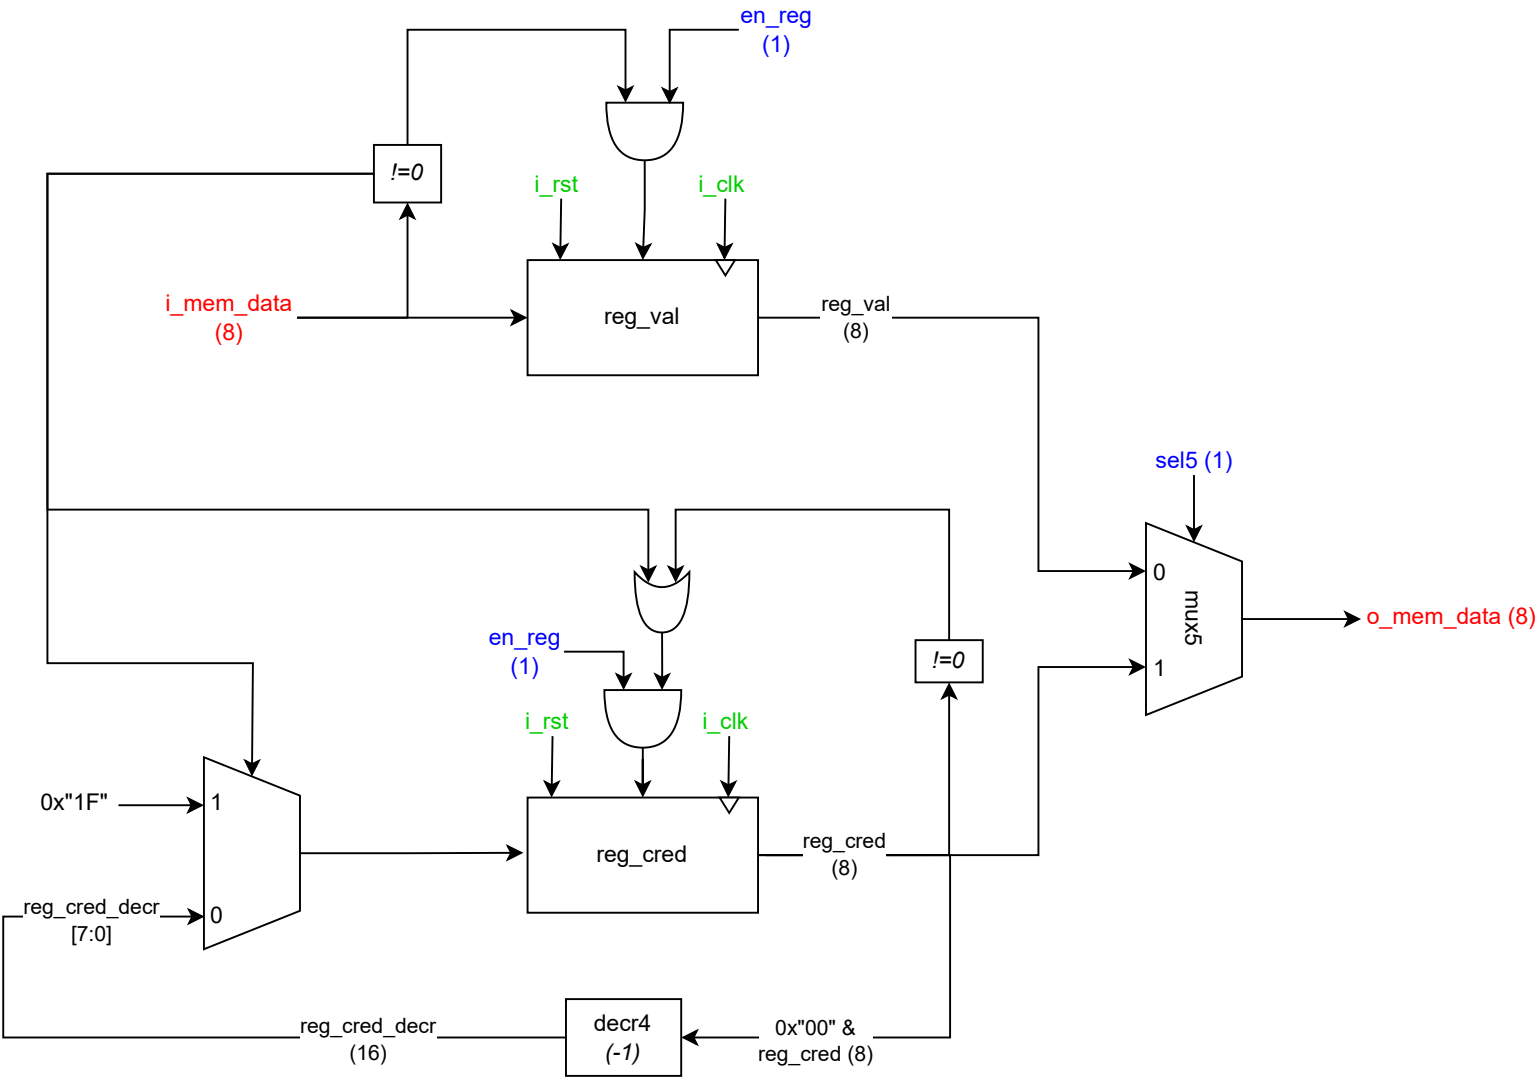 en_reg
(1)
!=0
i_rst
i_clk
i_mem_data
(8)
reg_val
reg_val
(8)
sel5 (1)
0
mux5
1
o_mem_data (8)
en_reg
(1)
!=0
i_rst
i_clk
0x"1F"
1
reg_cred
reg_cred
(8)
reg_cred_decr
[7:0]
0
reg_cred_decr
(16)
decr4
(-1)
0x"00" &
reg_cred (8)